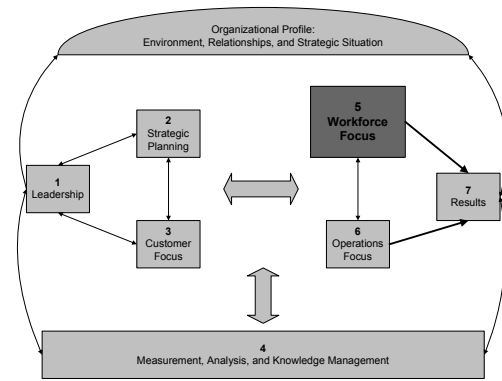 Organizational Profile:
Environment, Relationships, and Strategic Situation
2
Strategic
Planning
5
Workforce
Focus
1
Leadership
7
Results
3
Customer
Focus
6
Operations
Focus
4
Measurement, Analysis, and Knowledge Management